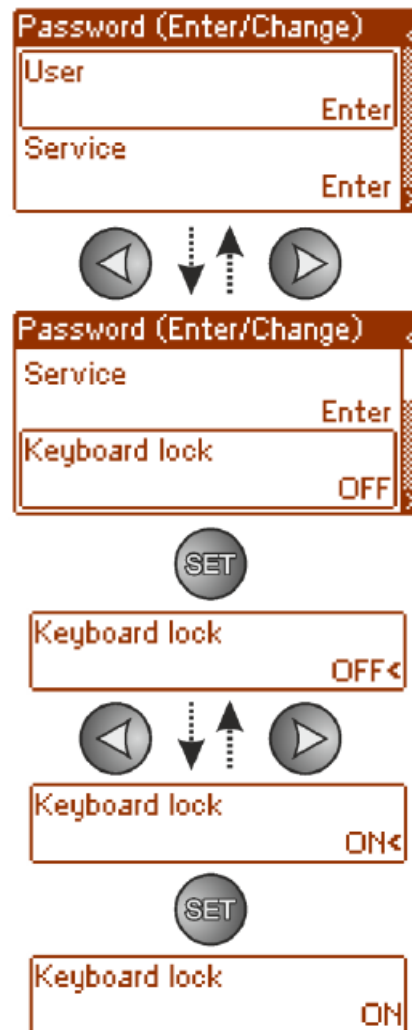 Password (Enter/Change)
User
Enter
Service
Enter
Password (Enter/Change)
Service
Enter
Keyboard lock
OFF
SET
Keyboard lock
OFF<
Keyboard lock
ON<
SET
Keyboard lock
ON